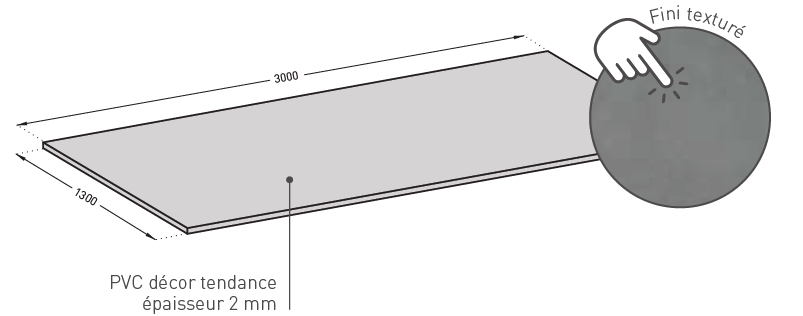 Fini texturé
3000
1300
PVC décor tendance
épaisseur 2 mm